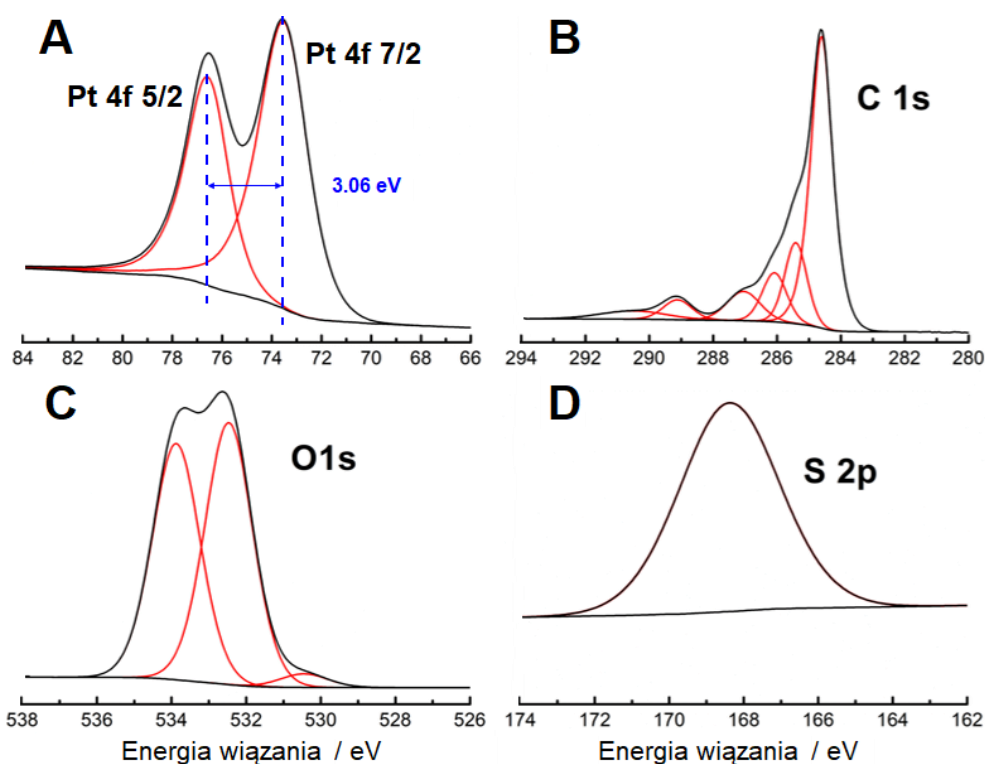 A
Pt 4f 7/2
Pt 4f 5/2
3.06 eV
84 82 80 78 76 74 72 70 66
B
C 1s
294 292 290 289 288 286 284 282 280
C
O1s
538 536 534 532 530 528 526
Energia wiązania / eV
D
S 2p
174 172 170 168 166 164 162
Energia wiązania / eV